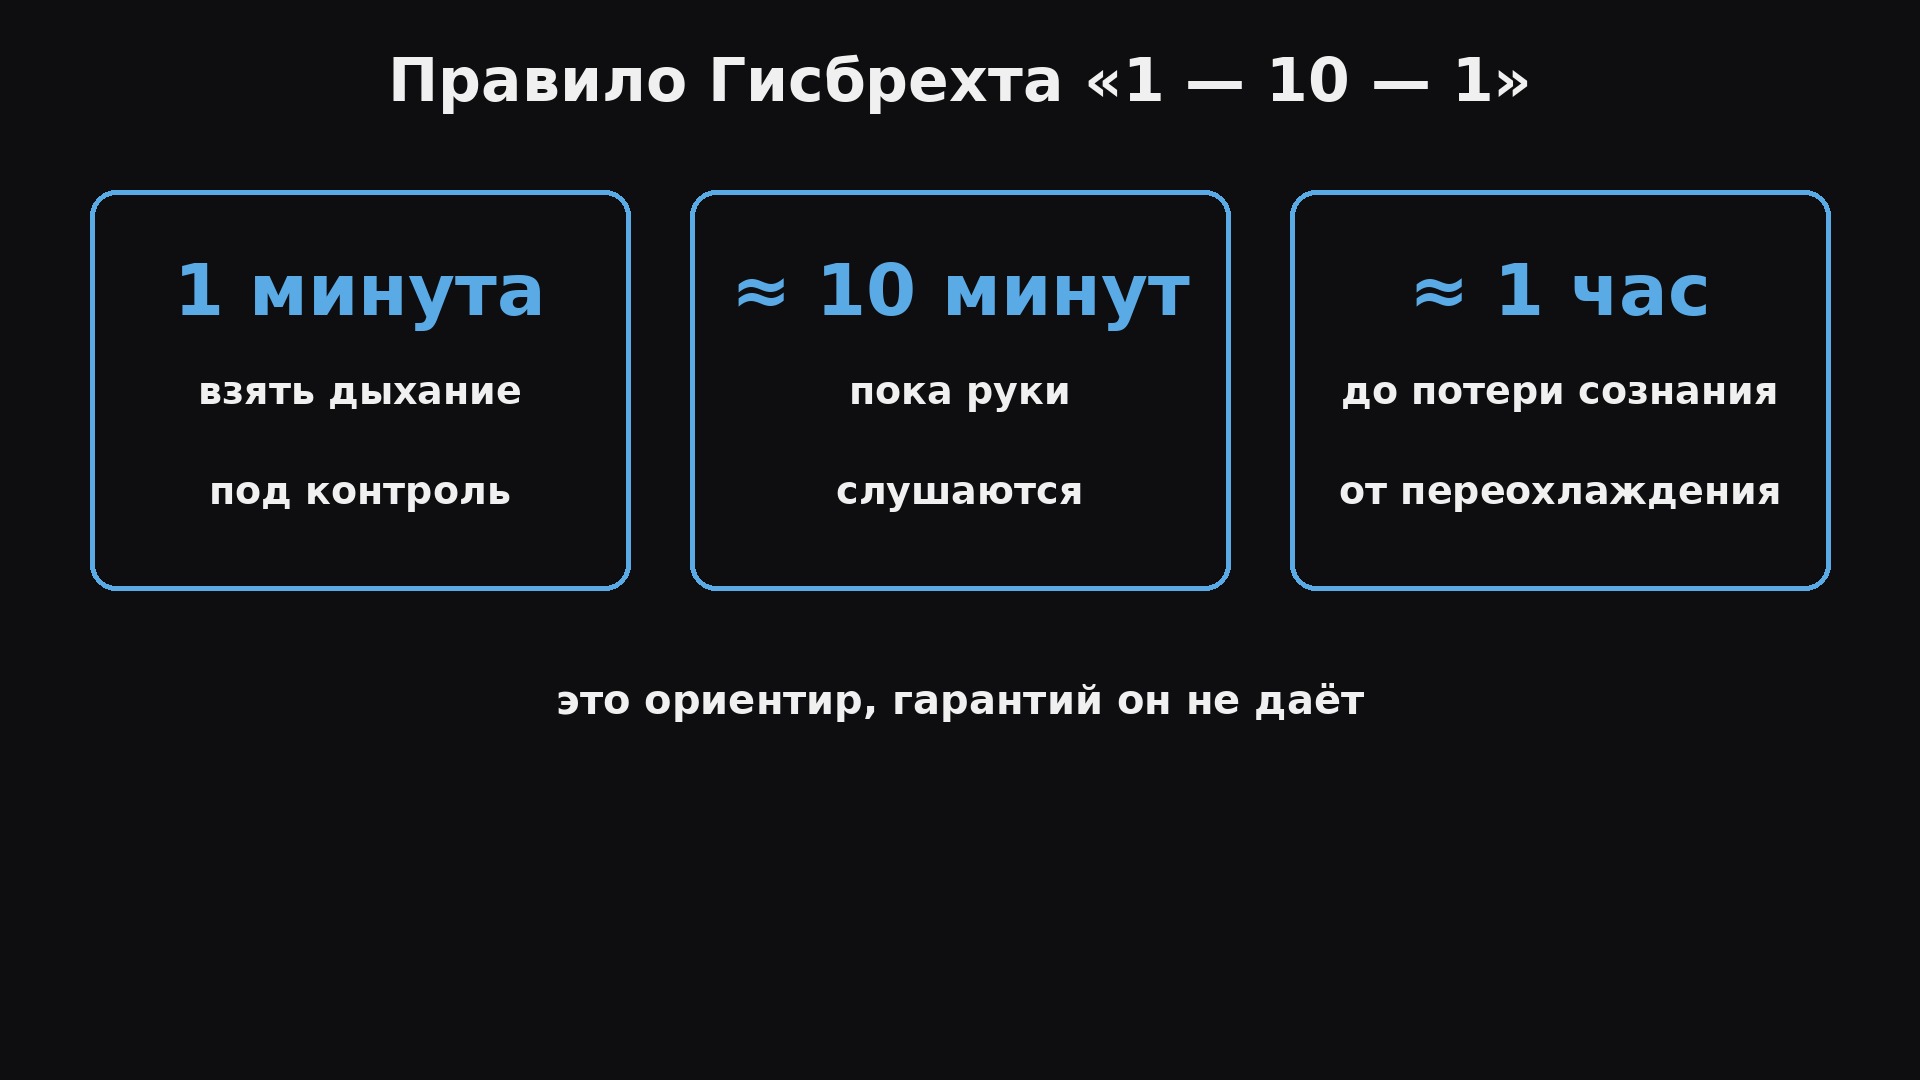 Правило Гисбрехта «1 — 10 — 1»
1 минута
взять дыхание
под контроль
≈ 10 минут
пока руки
слушаются
≈ 1 час
до потери сознания
от переохлаждения
это ориентир, гарантий он не даёт